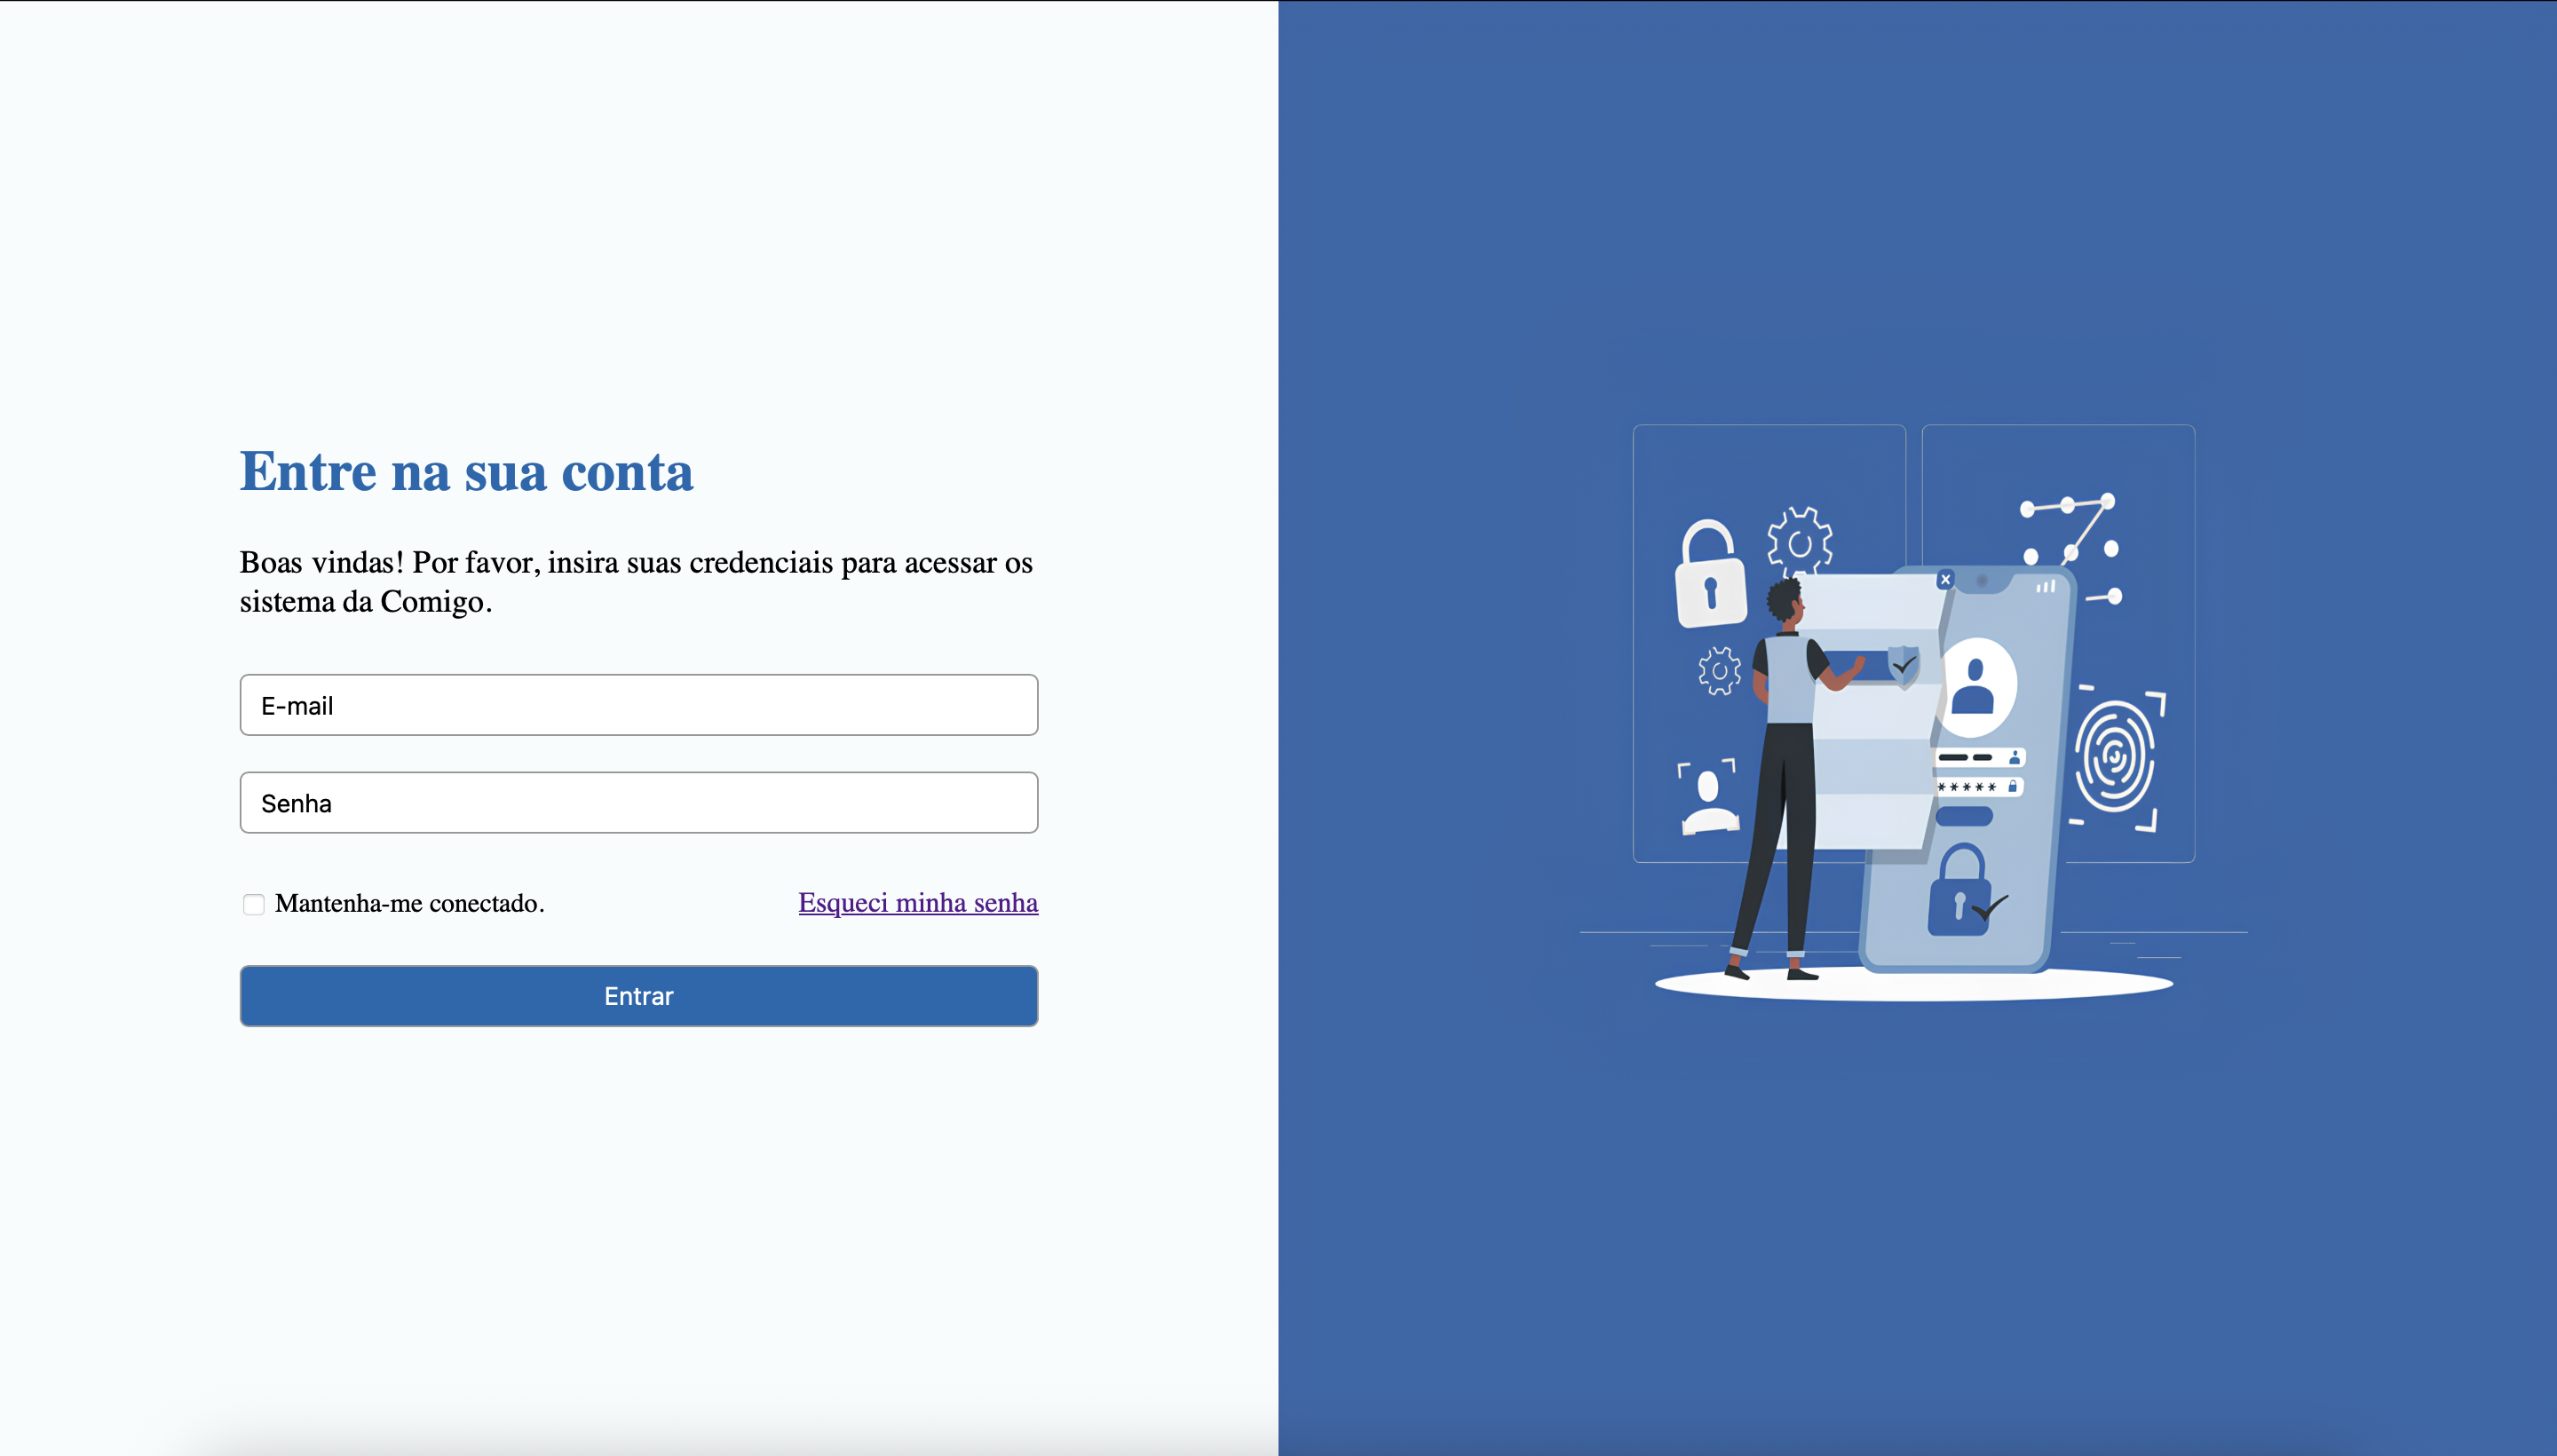 Entre na sua conta
Boas vindas! Por favor, insira suas credenciais para acessar os
sistema da Comigo.
E-mail
Senha
Mantenha-me conectado.
Esqueci minha senha
Entrar
*****